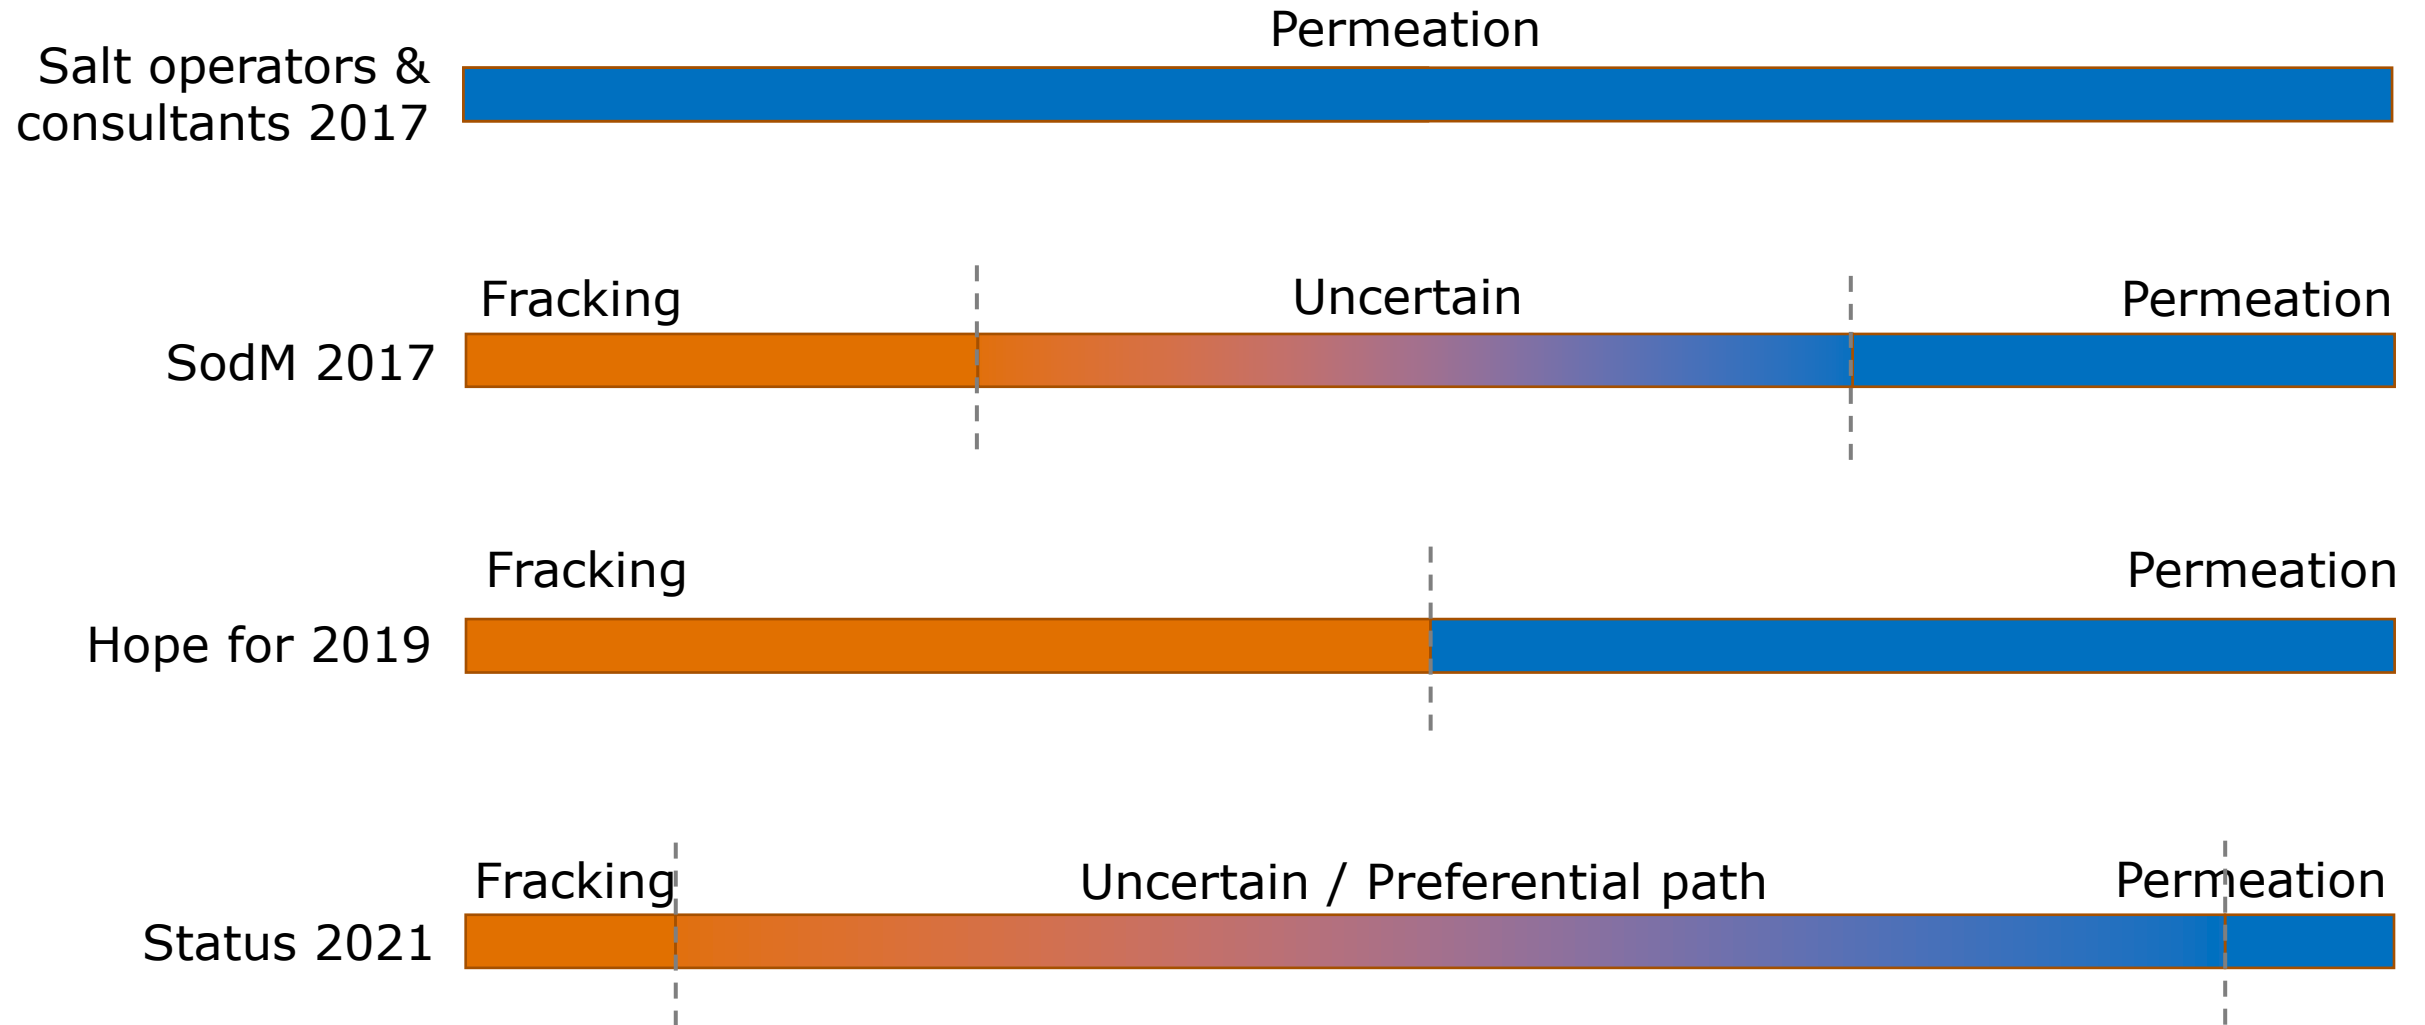 Permeation
Salt operators &
consultants 2017
Fracking
Uncertain
Permeation
SodM 2017
Fracking
Permeation
Hope for 2019
Fracking
Uncertain / Preferential path
Permeation
Status 2021